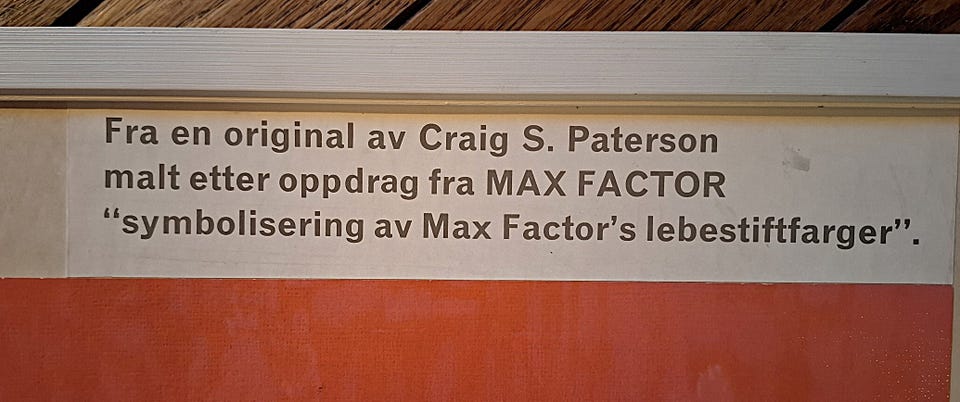 Fra en original av Craig S. Paterson
malt etter oppdrag fra MAX FACTOR
“symbolisering av Max Factor’s lebestiftfarger”.